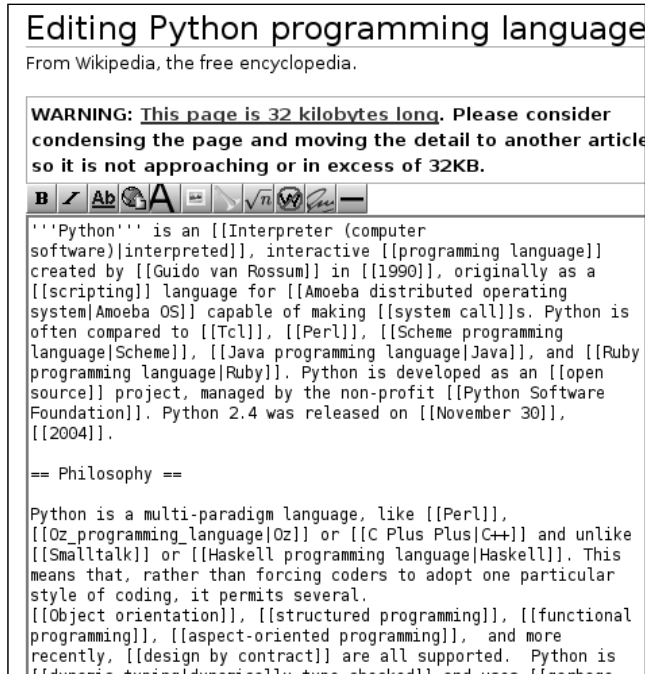 Editing Python programming language
From Wikipedia, the free encyclopedia.
WARNING: This page is 32 kilobytes long. Please consider
condensing the page and moving the detail to another article
so it is not approaching or in excess of 32KB.
B I Ab A √n W
'''Python''' is an [[Interpreter (computer
software)|interpreted]], interactive [[programming language]]
created by [[Guido van Rossum]] in [[1990]], originally as a
[[scripting]] language for [[Amoeba distributed operating
system|Amoeba OS]] capable of making [[system call]]s. Python is
often compared to [[Tcl]], [[Perl]], [[Scheme programming
language|Scheme]], [[Java programming language|Java]], and [[Ruby
programming language|Ruby]]. Python is developed as an [[open
source]] project, managed by the non-profit [[Python Software
Foundation]]. Python 2.4 was released on [[November 30]],
[[2004]].
== Philosophy ==
Python is a multi-paradigm language, like [[Perl]],
[[Oz_programming_language|Oz]] or [[C Plus Plus|C++]] and unlike
[[Smalltalk]] or [[Haskell programming language|Haskell]]. This
means that, rather than forcing coders to adopt one particular
style of coding, it permits several.
[[Object orientation]], [[structured programming]], [[functional
programming]], [[aspect-oriented programming]],  and more
recently, [[design by contract]] are all supported.  Python is
[[dynamic typing|dynamically type-checked]] and uses [[garbage